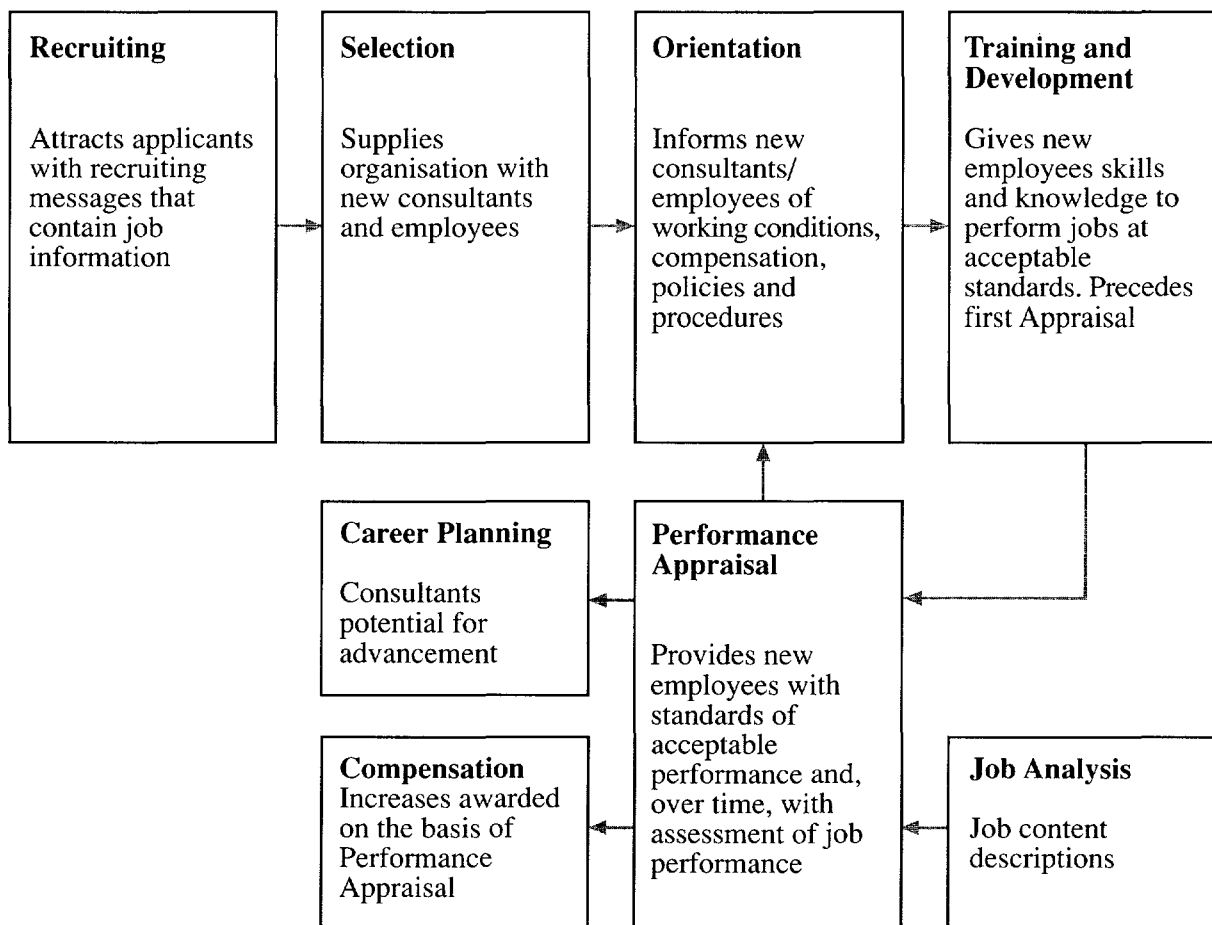 Recruiting
Attracts applicants
with recruiting
messages that
contain job
information
Selection
Supplies
organisation with
new consultants
and employees
Orientation
Informs new
consultants/
employees of
working conditions,
compensation,
policies and
procedures
Training and
Development
Gives new
employees skills
and knowledge to
perform jobs at
acceptable
standards. Precedes
first Appraisal
Career Planning
Consultants
potential for
advancement
Performance
Appraisal
Provides new
employees with
standards of
acceptable
performance and,
over time, with
assessment of job
performance
Compensation
Increases awarded
on the basis of
Performance
Appraisal
Job Analysis
Job content
descriptions